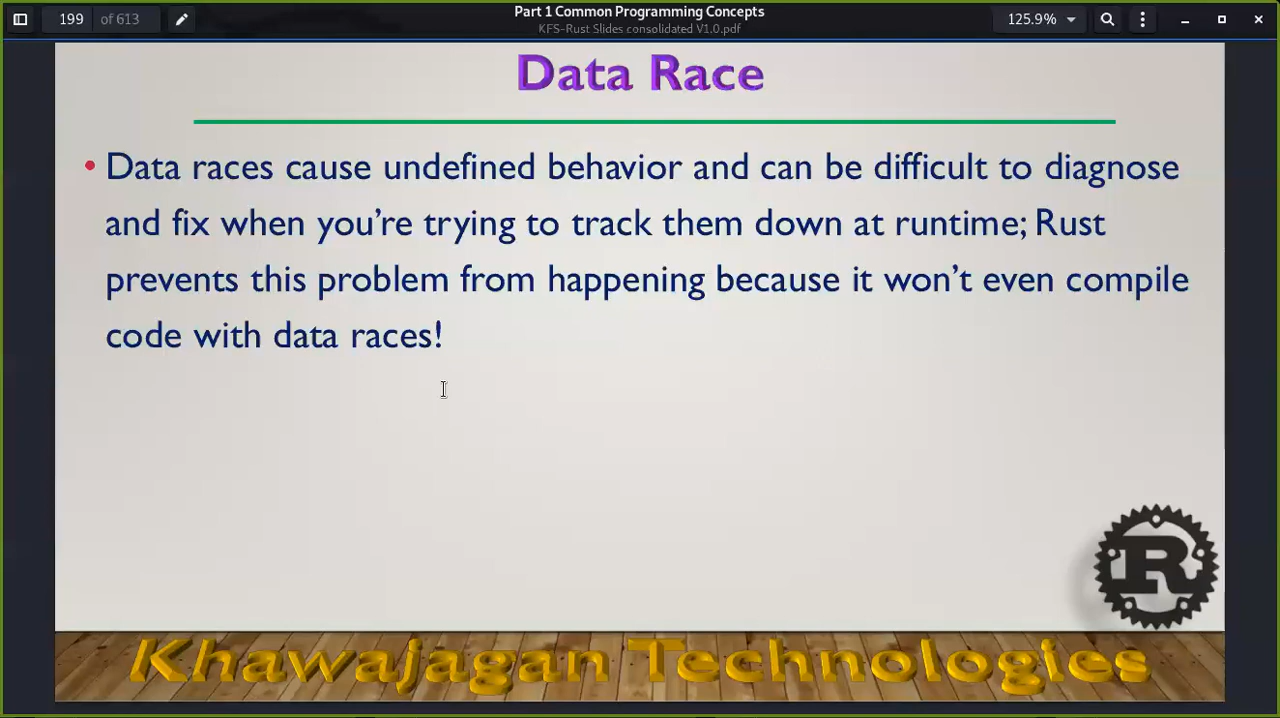 199 of 613
Part 1 Common Programming Concepts
KFS-Rust Slides consolidated V1.0.pdf
125.9%
Data Race
• Data races cause undefined behavior and can be difficult to diagnose
and fix when you’re trying to track them down at runtime; Rust
prevents this problem from happening because it won’t even compile
code with data races!
R
Khawajagan Technologies